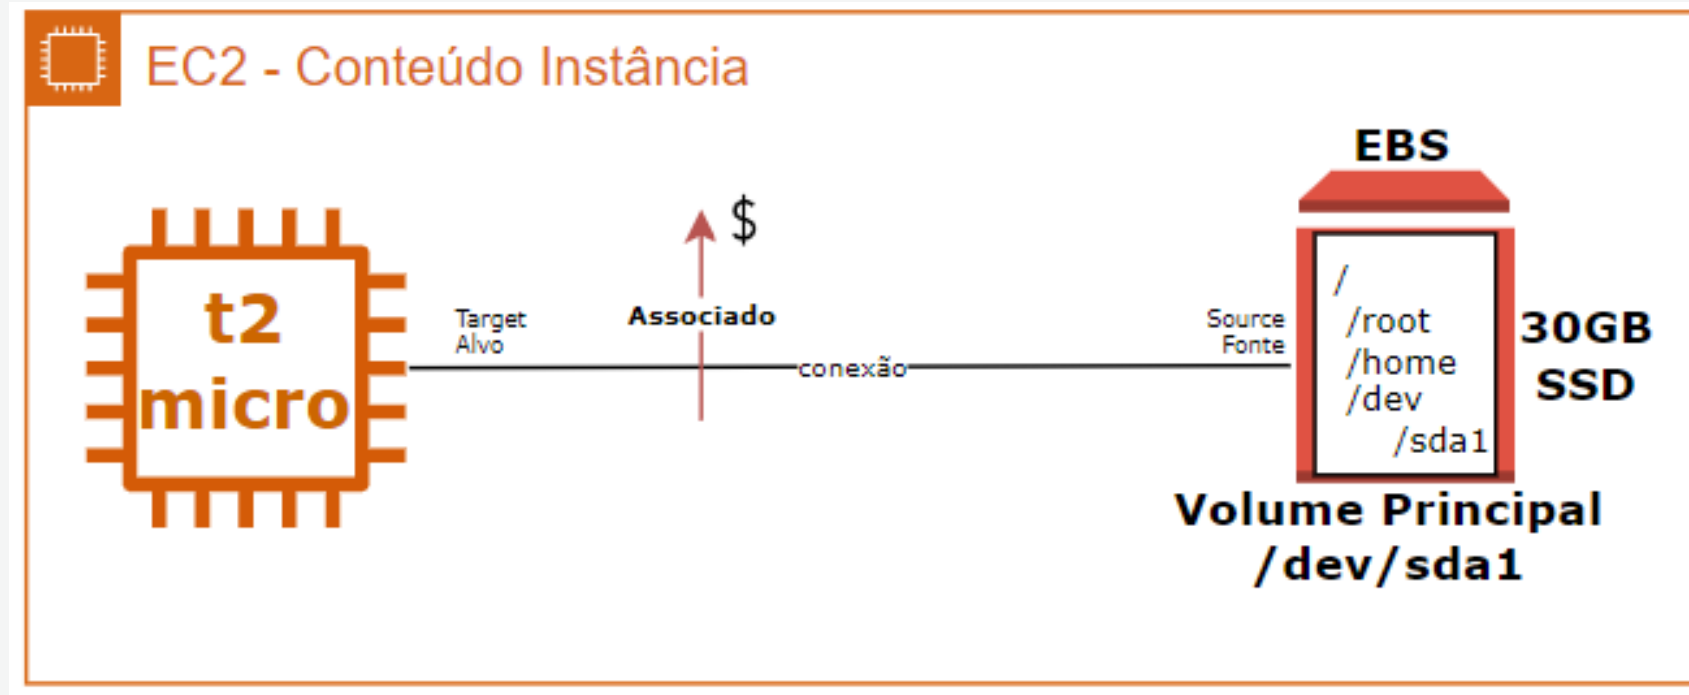 EC2 - Conteúdo Instância
EBS
t2
micro
Target
Alvo
$
Associado
conexão
Source
Fonte
/
/root
/home
/dev
/sda1
30GB
SSD
Volume Principal
/dev/sda1